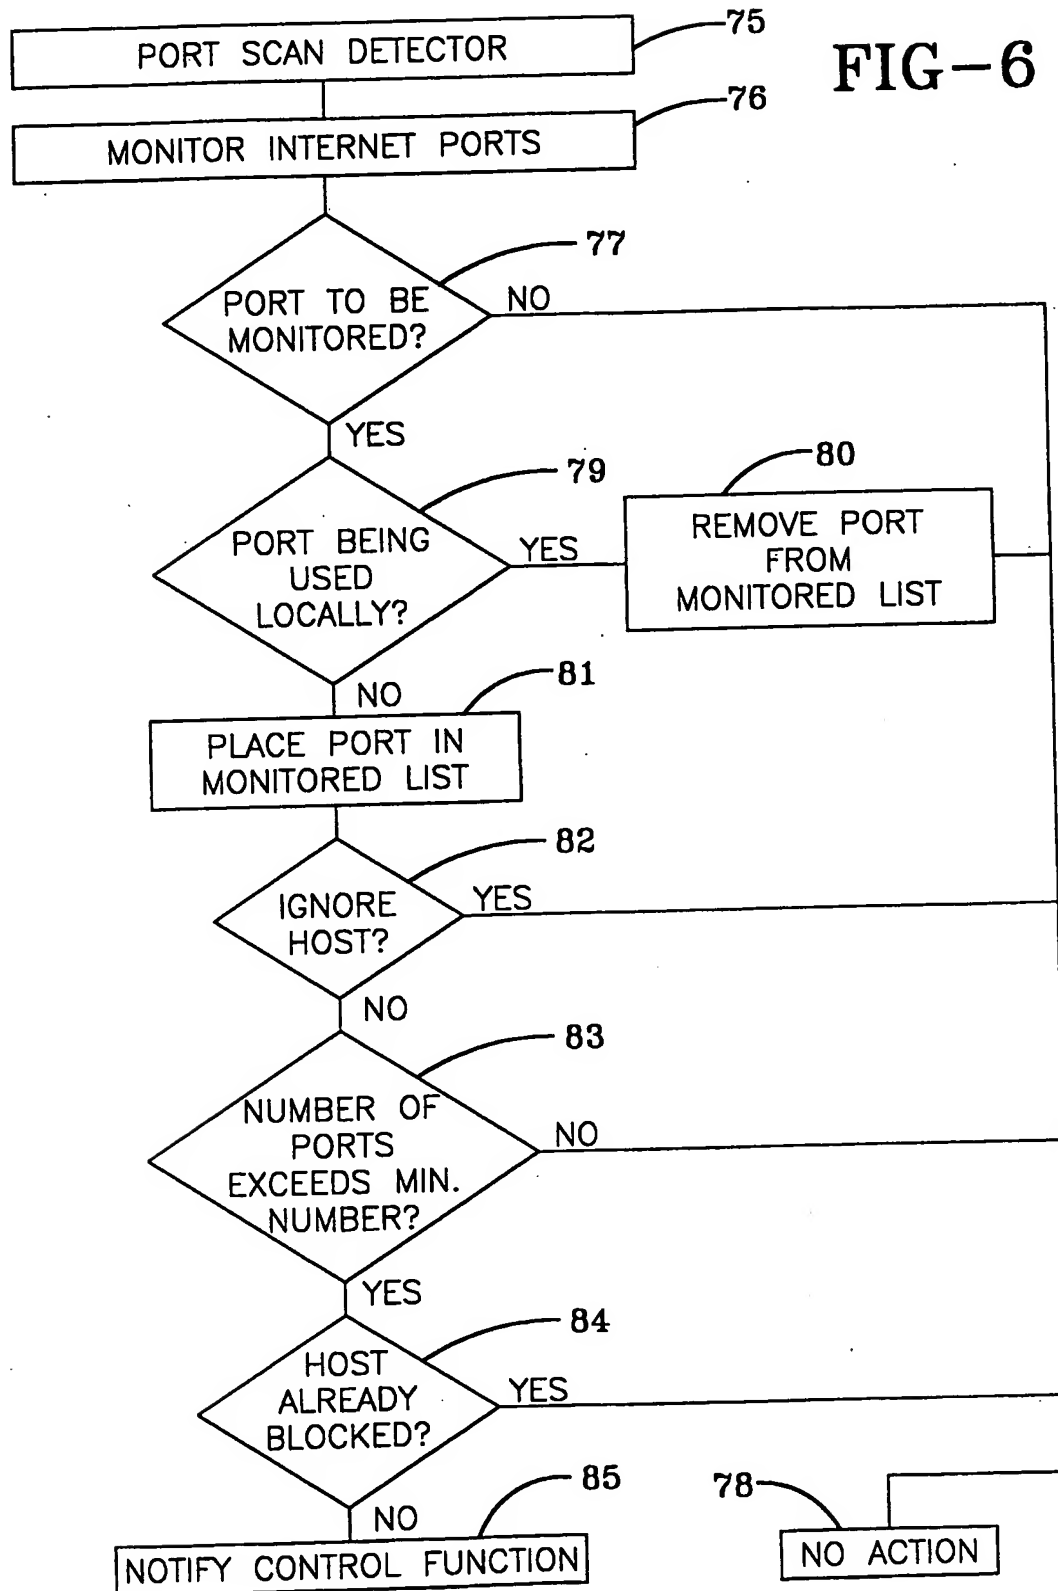 FIG-6
75
PORT SCAN DETECTOR
76
MONITOR INTERNET PORTS
77
PORT TO BE
MONITORED?
NO
YES
79
PORT BEING
USED
LOCALLY?
YES
80
REMOVE PORT
FROM
MONITORED LIST
NO
81
PLACE PORT IN
MONITORED LIST
82
IGNORE
HOST?
YES
NO
83
NUMBER OF
PORTS
EXCEEDS MIN.
NUMBER?
NO
YES
84
HOST
ALREADY
BLOCKED?
YES
NO
85
NOTIFY CONTROL FUNCTION
78
NO ACTION